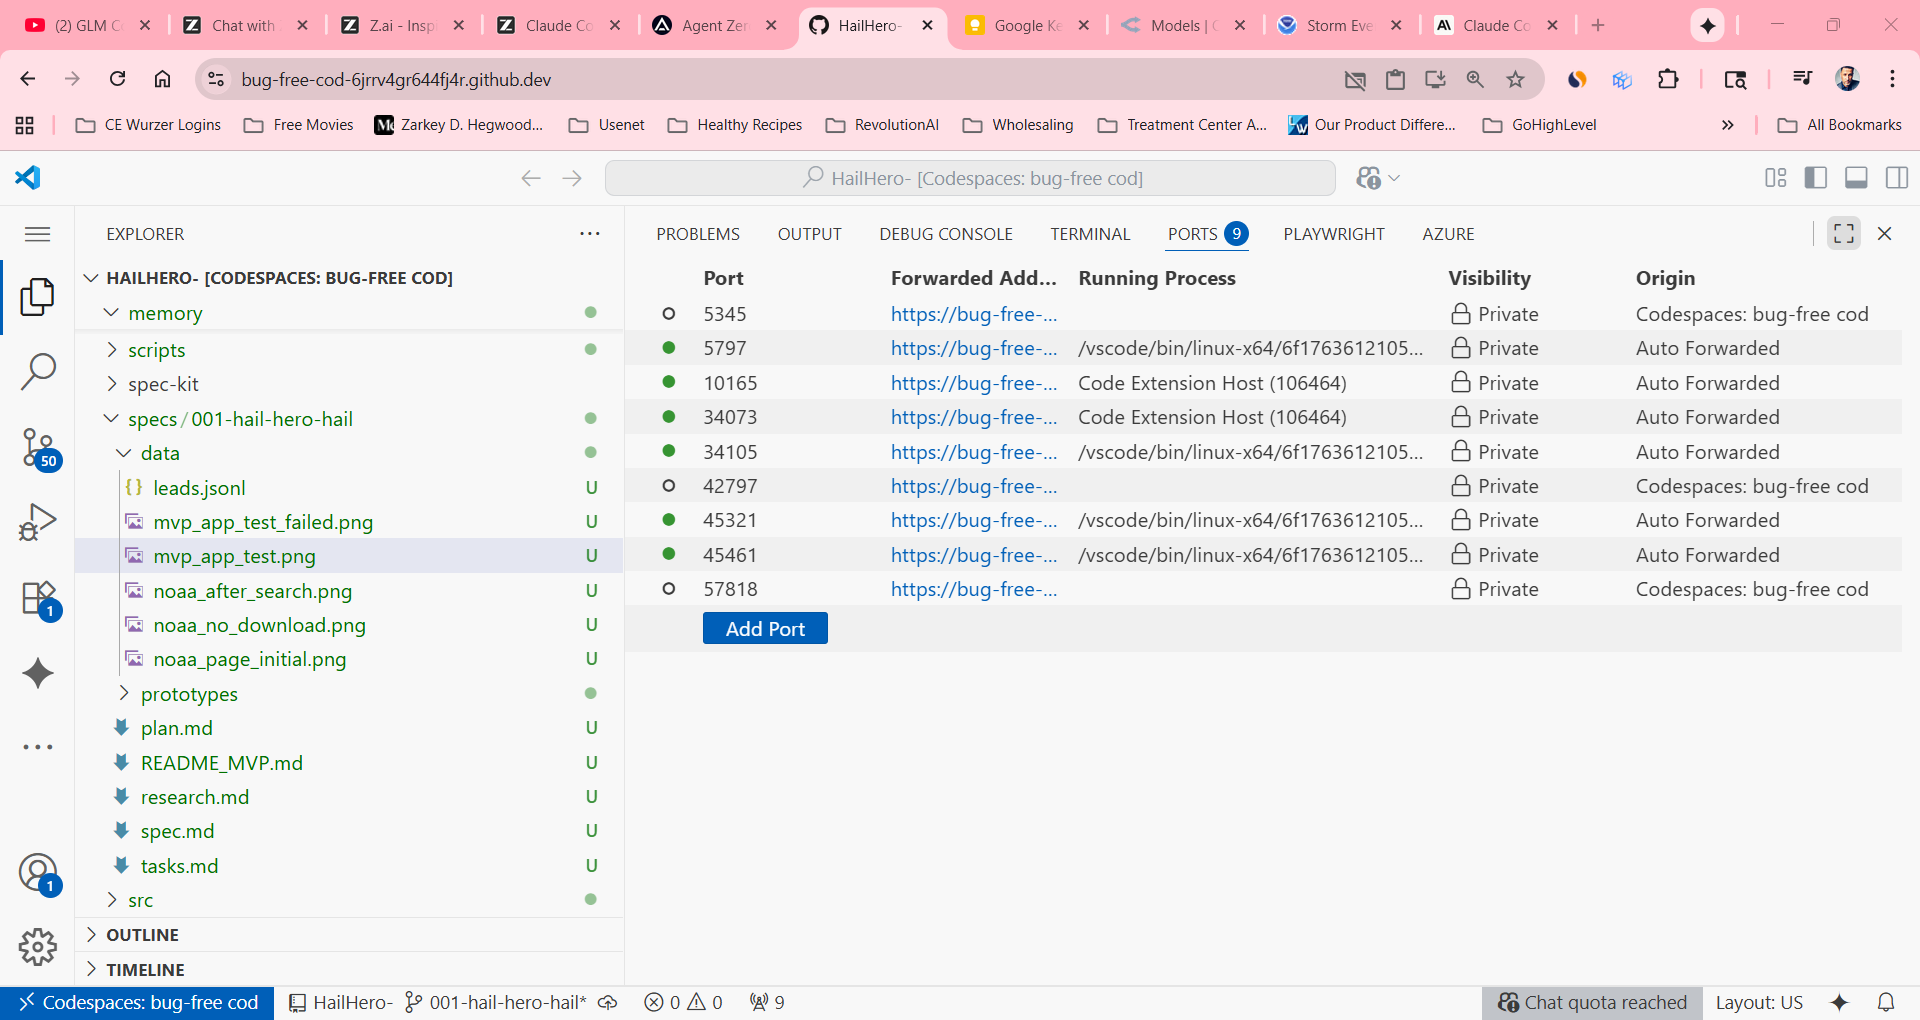 (2) GLM C
Chat with
Z.ai - Inspi
Claude Co
Agent Zer
HailHero-
Google Ke
Models | C
Storm Eve
Claude Co
bug-free-cod-6jrrv4gr644fj4r.github.dev
CE Wurzer Logins
Free Movies
Zarkey D. Hegwood...
Usenet
Healthy Recipes
RevolutionAI
Wholesaling
Treatment Center A...
Our Product Differe...
GoHighLevel
»
All Bookmarks
HailHero- [Codespaces: bug-free cod]
EXPLORER
PROBLEMS OUTPUT DEBUG CONSOLE TERMINAL PORTS 9 PLAYWRIGHT AZURE
HAILHERO- [CODESPACES: BUG-FREE COD]
memory
scripts
spec-kit
specs / 001-hail-hero-hail
data
leads.jsonl U
mvp_app_test_failed.png U
mvp_app_test.png U
noaa_after_search.png U
noaa_no_download.png U
noaa_page_initial.png U
prototypes
plan.md U
README_MVP.md U
research.md U
spec.md U
tasks.md U
src
OUTLINE
TIMELINE
50
1
1
Port Forwarded Add... Running Process Visibility Origin
5345 https://bug-free-... Private Codespaces: bug-free cod
5797 https://bug-free-... /vscode/bin/linux-x64/6f1763612105... Private Auto Forwarded
10165 https://bug-free-... Code Extension Host (106464) Private Auto Forwarded
34073 https://bug-free-... Code Extension Host (106464) Private Auto Forwarded
34105 https://bug-free-... /vscode/bin/linux-x64/6f1763612105... Private Auto Forwarded
42797 https://bug-free-... Private Codespaces: bug-free cod
45321 https://bug-free-... /vscode/bin/linux-x64/6f1763612105... Private Auto Forwarded
45461 https://bug-free-... /vscode/bin/linux-x64/6f1763612105... Private Auto Forwarded
57818 https://bug-free-... Private Codespaces: bug-free cod
Add Port
Codespaces: bug-free cod HailHero- 001-hail-hero-hail* 0 0 9 Chat quota reached Layout: US